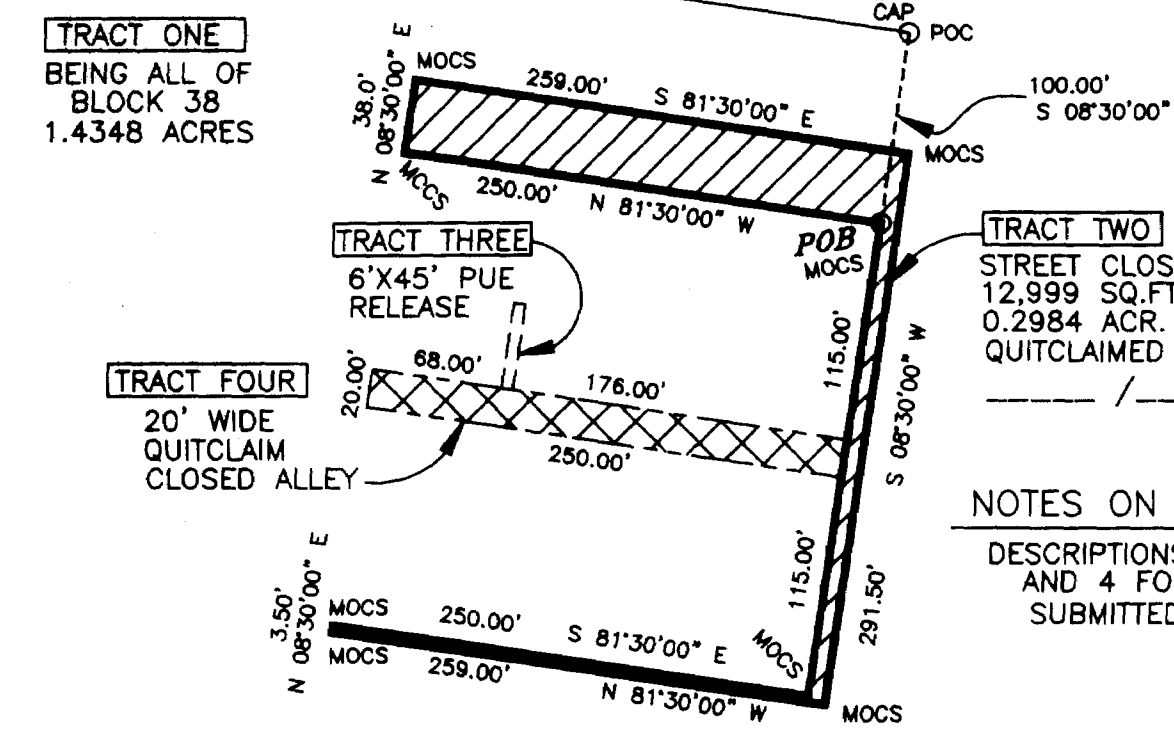 TRACT ONE
BEING ALL OF
BLOCK 38
1.4348 ACRES
CAP
POC
100.00'
S 08°30'00"
MOCS
259.00'
S 81°30'00" E
38.0'
N 08°30'00" E
MOCS
MOCS
250.00'
N 81°30'00" W
POB
MOCS
TRACT TWO
STREET CLOS
12,999 SQ.FT
0.2984 ACR.
QUITCLAIMED
/
TRACT THREE
6'X45' PUE
RELEASE
115.00'
S 08°30'00" W
TRACT FOUR
20' WIDE
QUITCLAIM
CLOSED ALLEY
20.00'
68.00'
176.00'
250.00'
NOTES ON
DESCRIPTIONS
AND 4 FO
SUBMITTED
115.00'
291.50'
3.50'
N 08°30'00" E
MOCS
250.00'
S 81°30'00" E
MOCS
MOCS
259.00'
N 81°30'00" W
MOCS